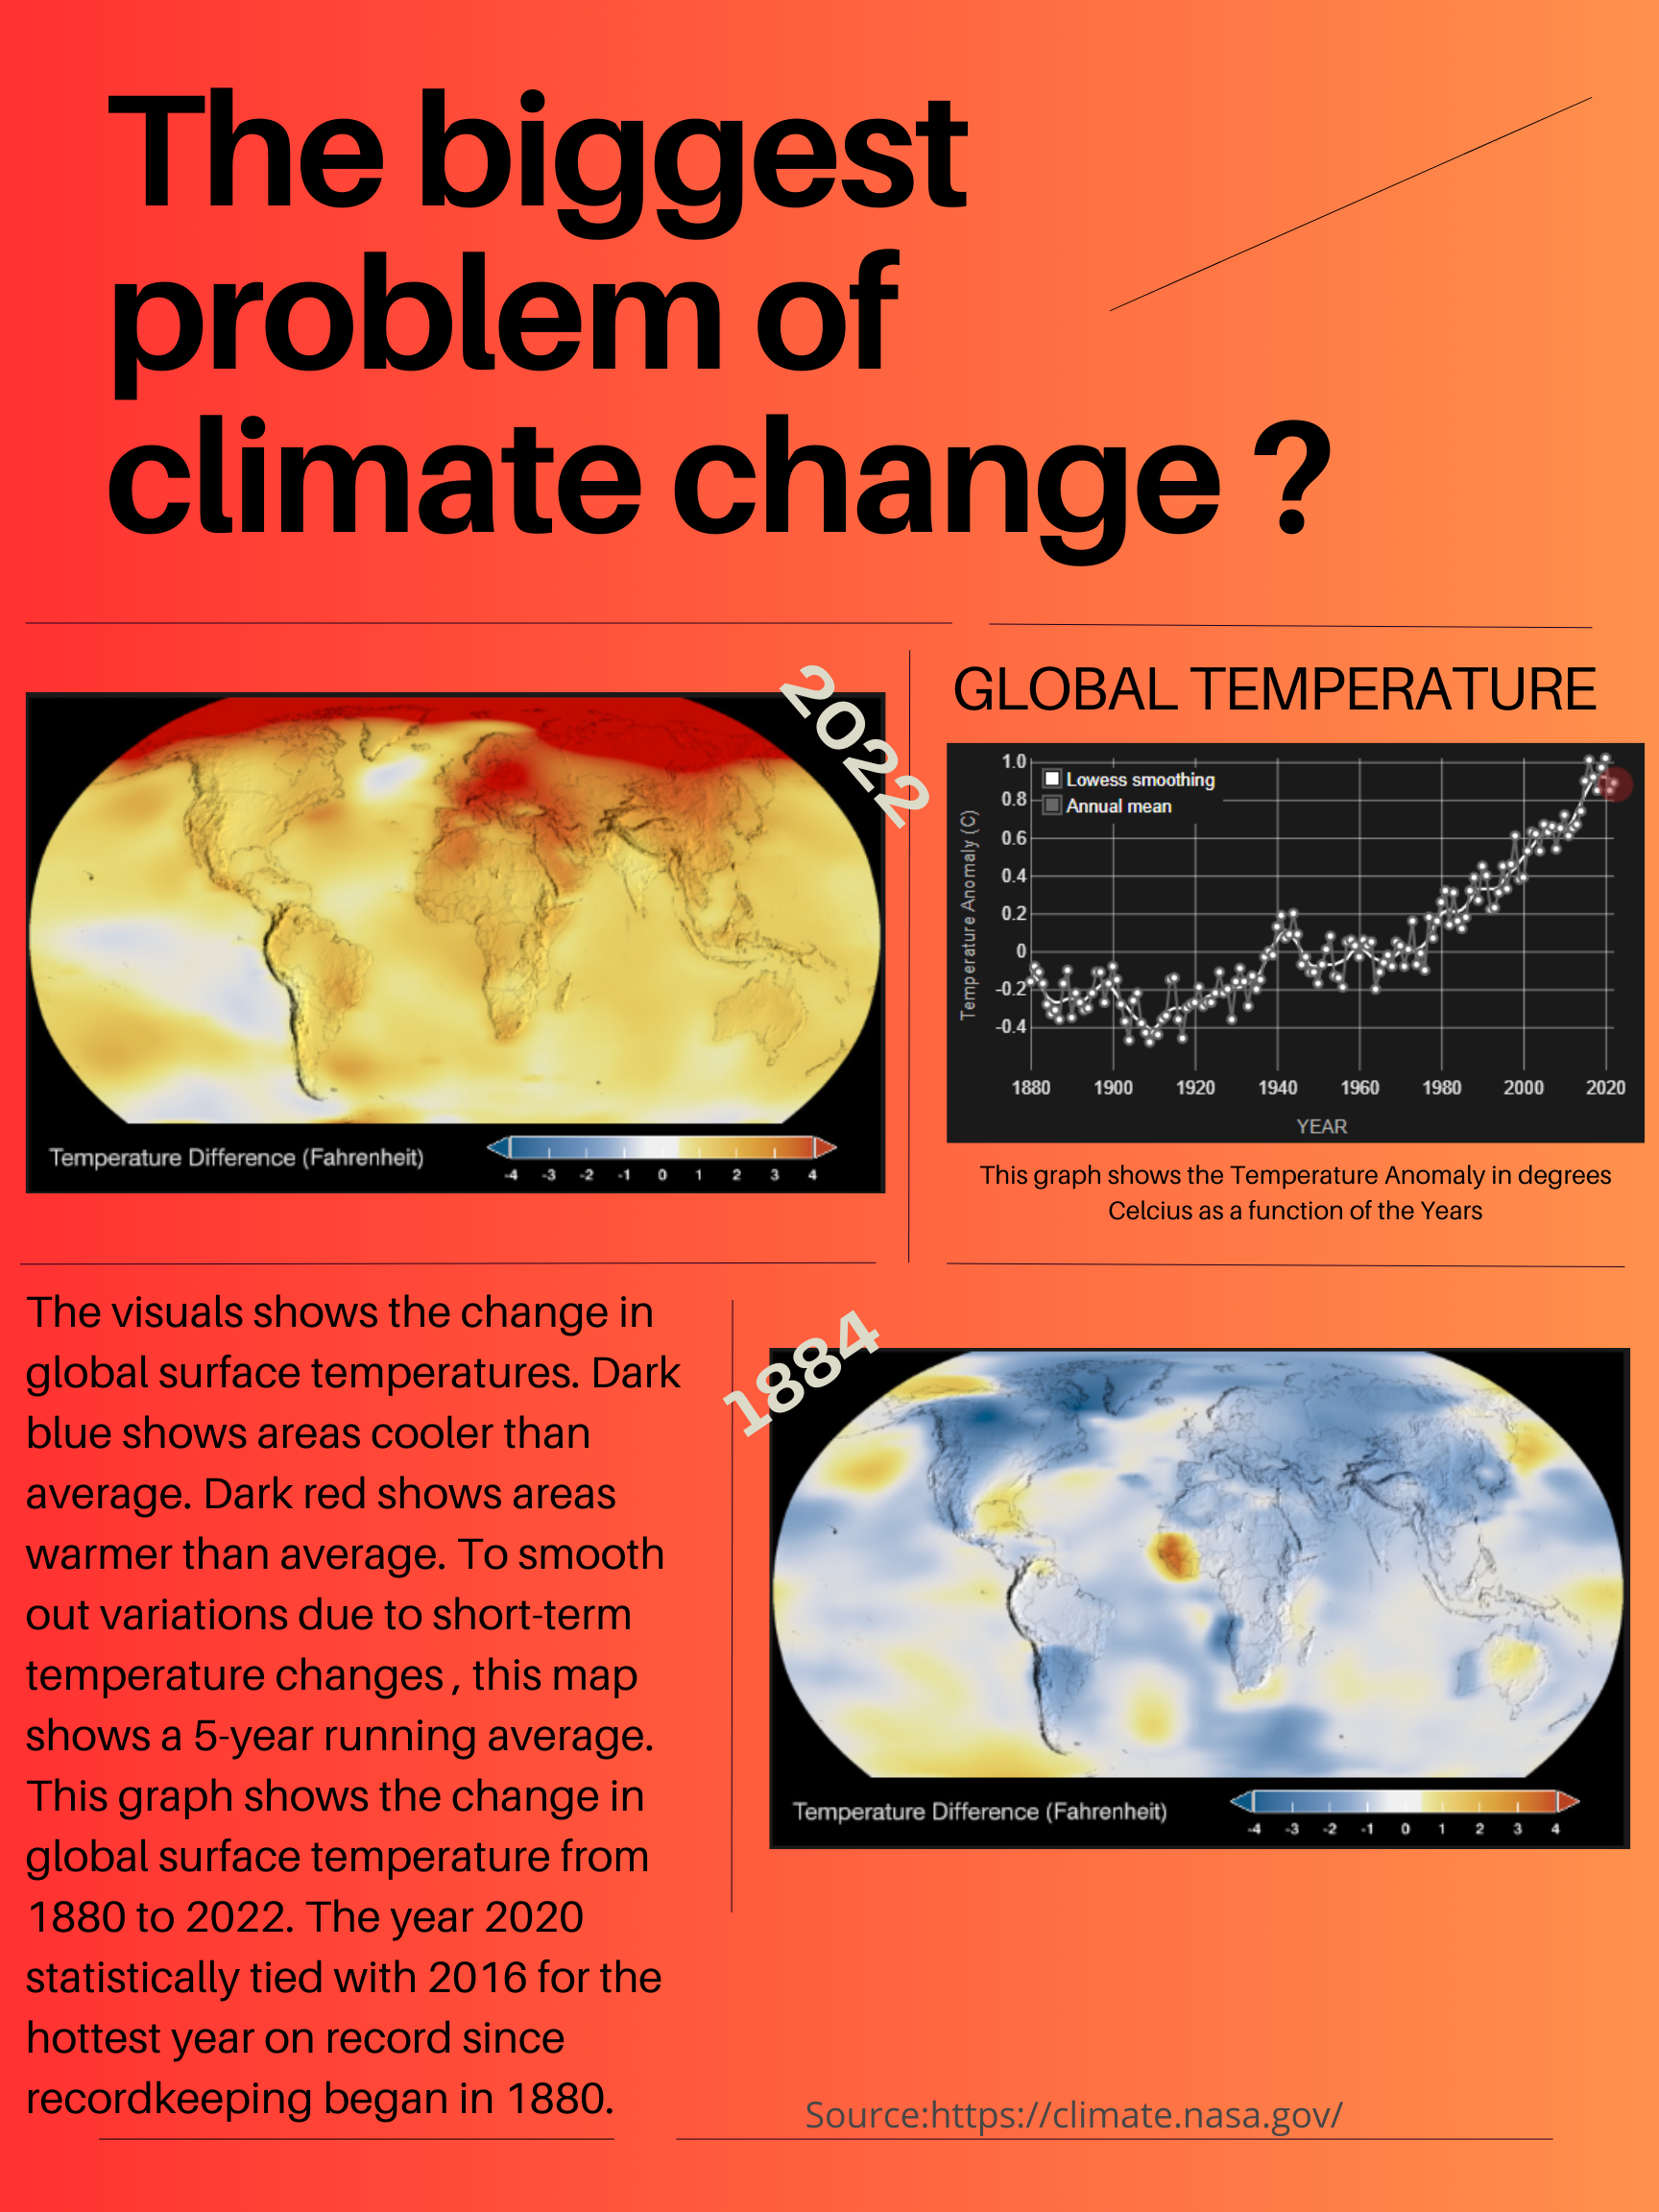 The biggest
problem of
climate change ?
2022
Temperature Difference (Fahrenheit)
-4 -3 -2 -1 0 1 2 3 4
GLOBAL TEMPERATURE
Lowess smoothing
Annual mean
Temperature Anomaly (C)
1.0
0.8
0.6
0.4
0.2
0
-0.2
-0.4
1880 1900 1920 1940 1960 1980 2000 2020
YEAR
This graph shows the Temperature Anomaly in degrees
Celcius as a function of the Years
The visuals shows the change in
global surface temperatures. Dark
blue shows areas cooler than
average. Dark red shows areas
warmer than average. To smooth
out variations due to short-term
temperature changes , this map
shows a 5-year running average.
This graph shows the change in
global surface temperature from
1880 to 2022. The year 2020
statistically tied with 2016 for the
hottest year on record since
recordkeeping began in 1880.
1884
Temperature Difference (Fahrenheit)
-4 -3 -2 -1 0 1 2 3 4
Source:https://climate.nasa.gov/